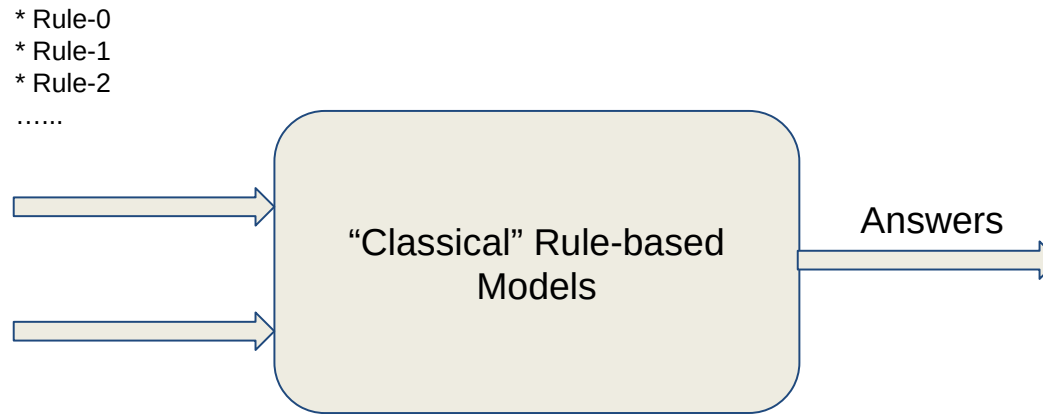 * Rule-0
* Rule-1
* Rule-2
…...
“Classical” Rule-based
Models
Answers